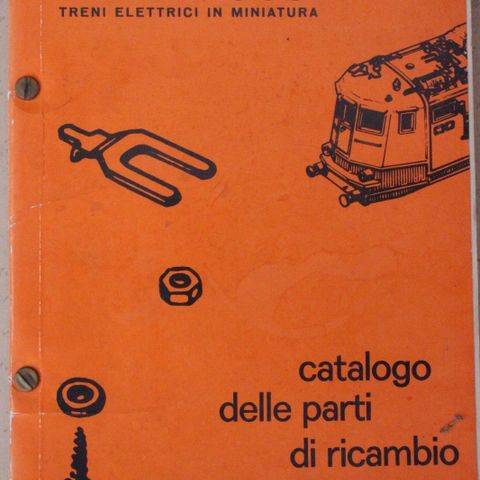 TRENI ELETTRICI IN MINIATURA
catalogo
delle parti
di ricambio